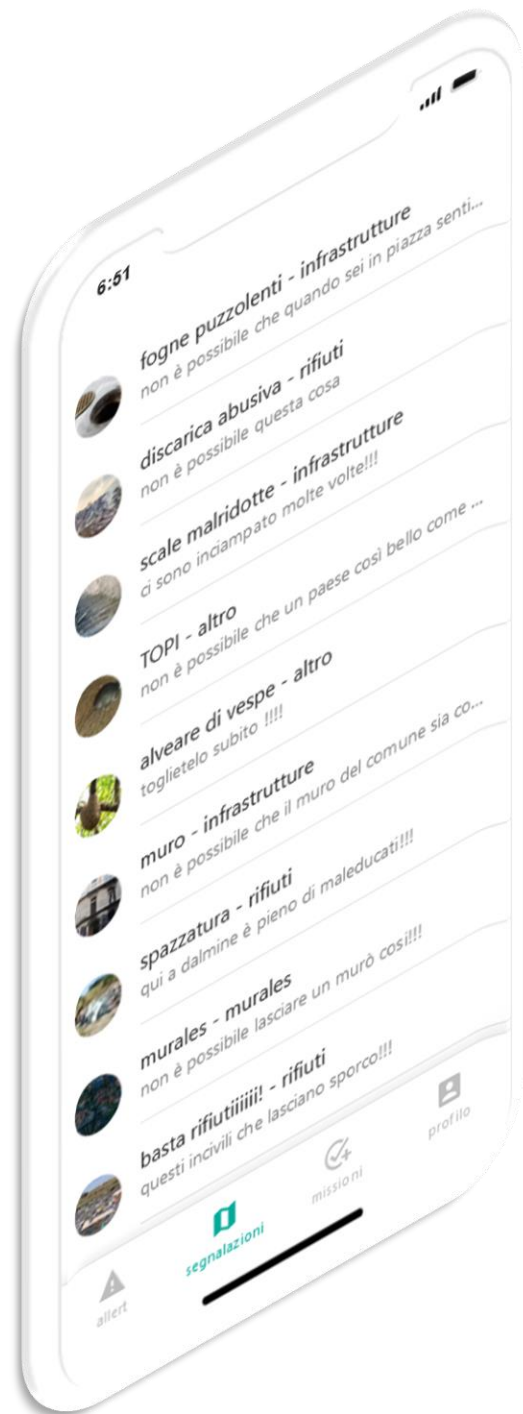 6:51
fogne puzzolenti - infrastrutture
non è possibile che quando sei in piazza senti...
discarica abusiva - rifiuti
non è possibile questa cosa
scale malridotte - infrastrutture
ci sono inciampato molte volte!!!
TOPI - altro
non è possibile che un paese così bello come ...
alveare di vespe - altro
toglietelo subito !!!!
muro - infrastrutture
non è possibile che il muro del comune sia co...
spazzatura - rifiuti
qui a dalmine è pieno di maleducati!!!
murales - murales
non è possibile lasciare un murò cosi!!!
basta rifiutiiiiii! - rifiuti
questi incivili che lasciano sporco!!!
allert
segnalazioni
missioni
profilo